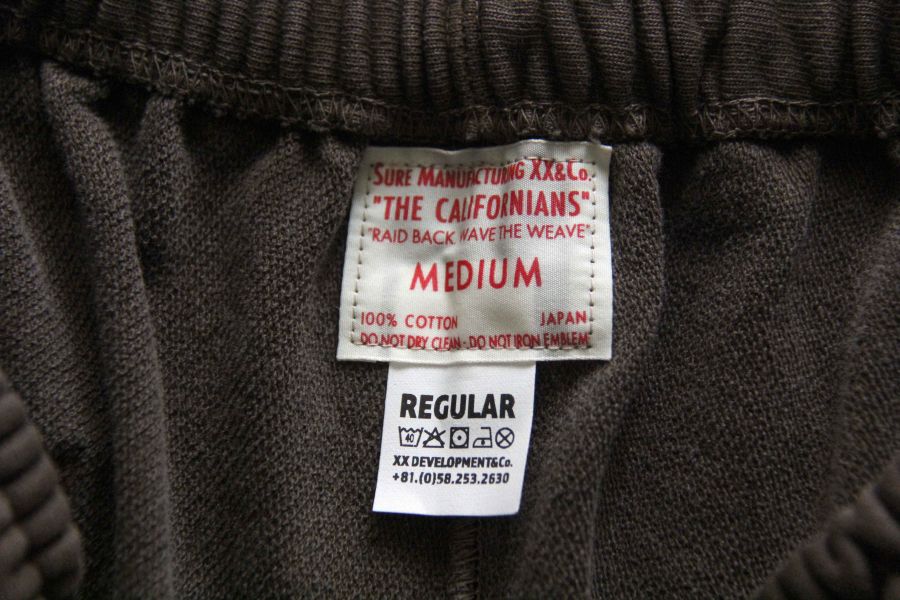 SURE MANUFACTURING XX&Co.
"THE CALIFORNIANS"
"RAID BACK WAVE THE WEAVE"
MEDIUM
100% COTTON JAPAN
DO NOT DRY CLEAN - DO NOT IRON EMBLEM
REGULAR
40
XX DEVELOPMENT&Co.
+81.(0)58.253.2630